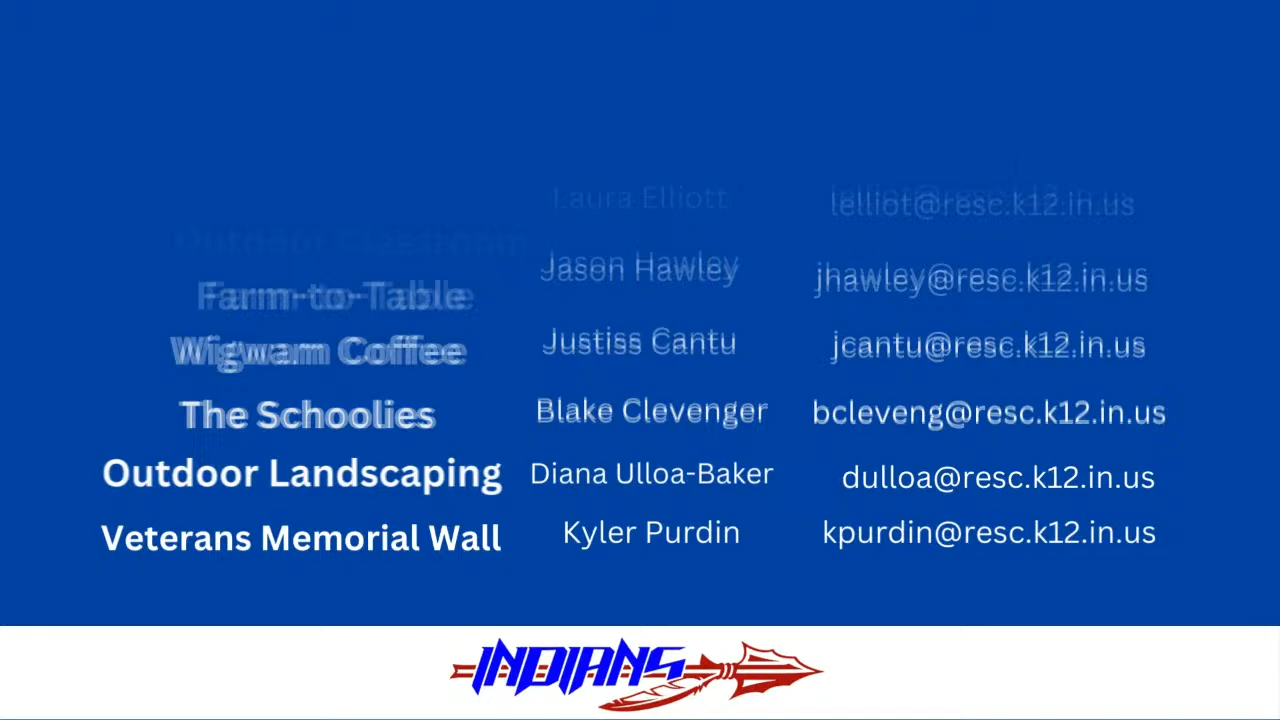 Laura Elliott lelliot@resc.k12.in.us
Outdoor Classroom
Jason Hawley jhawley@resc.k12.in.us
Farm-to-Table
Wigwam Coffee Justiss Cantu jcantu@resc.k12.in.us
The Schoolies Blake Clevenger bcleveng@resc.k12.in.us
Outdoor Landscaping Diana Ulloa-Baker dulloa@resc.k12.in.us
Veterans Memorial Wall Kyler Purdin kpurdin@resc.k12.in.us
INDIANS